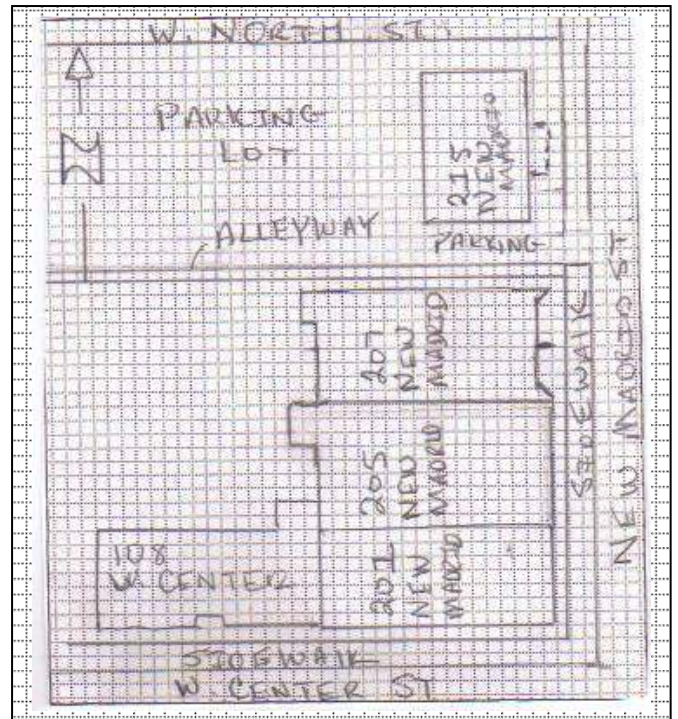 W. NORTH ST.
PARKING
LOT
215
NEW
MADRID
ALLEYWAY
PARKING
207
NEW
MADRID
SIDEWALK
NEW MADRID ST.
205
NEW
MADRID
108
W. CENTER
201
NEW
MADRID
SIDEWALK
W. CENTER ST